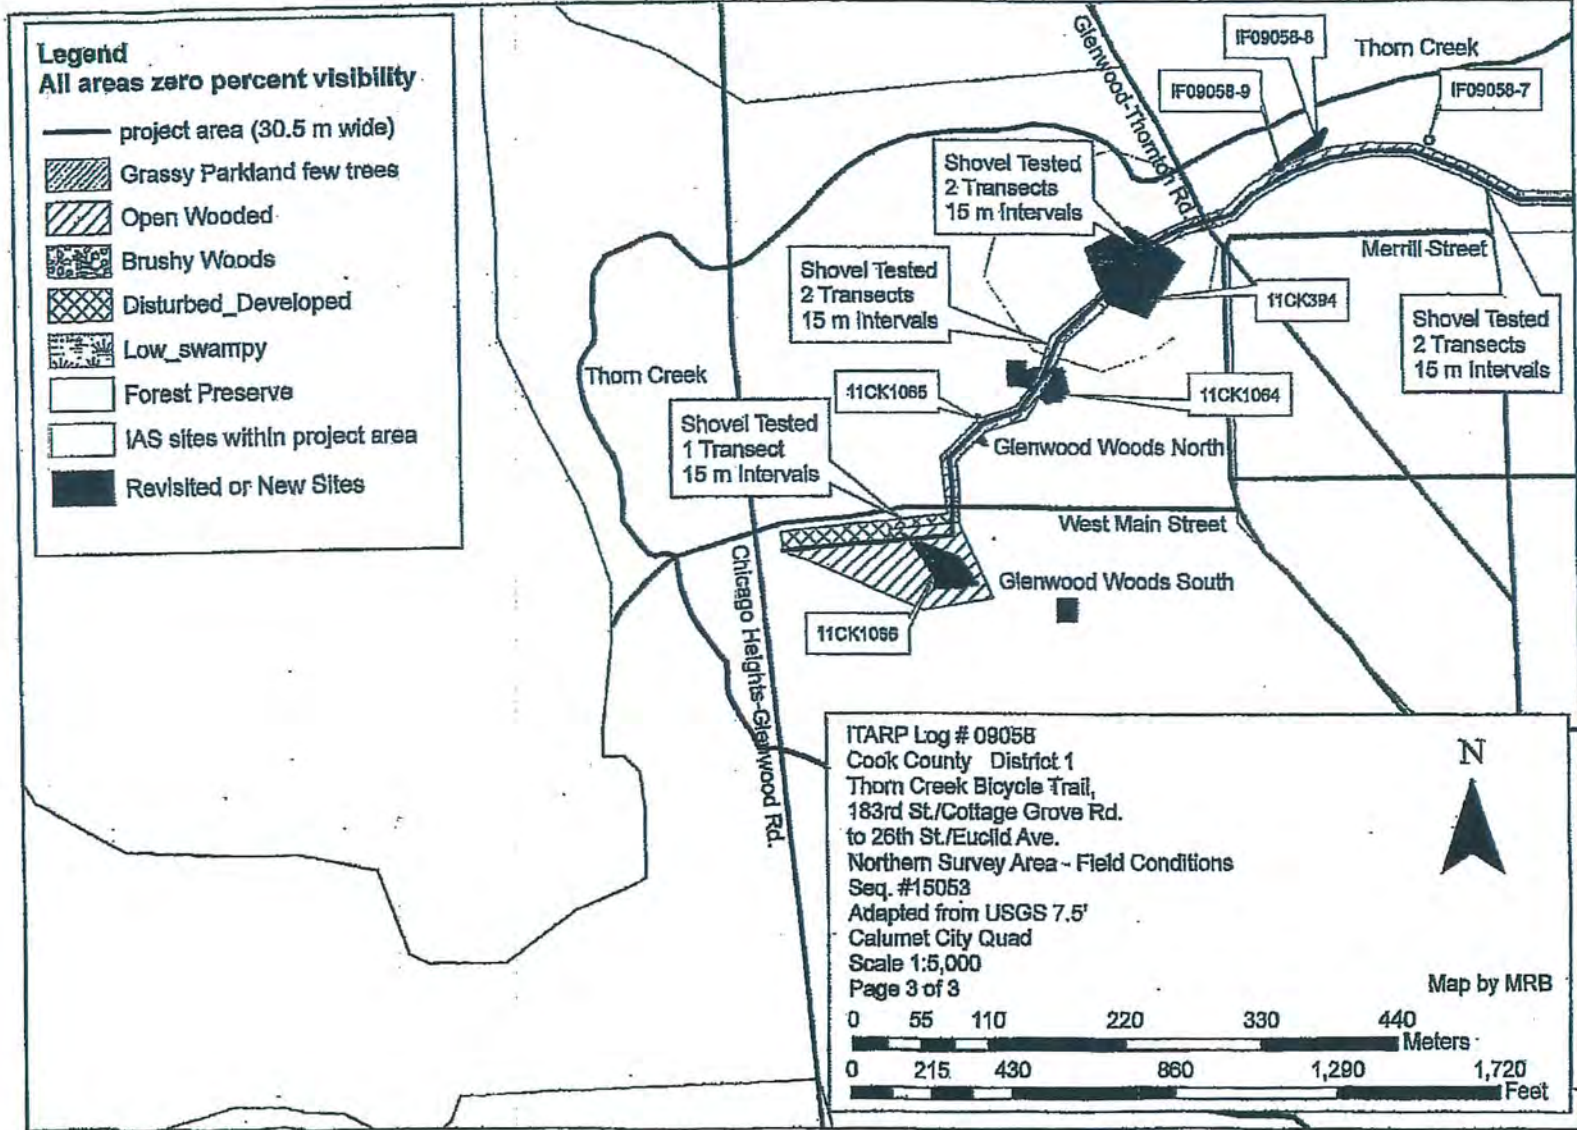 Legend
All areas zero percent visibility
project area (30.5 m wide)
Grassy Parkland few trees
Open Wooded
Brushy Woods
Disturbed_Developed
Low_swampy
Forest Preserve
IAS sites within project area
Revisited or New Sites
Glenwood-Thornton Rd.
IF09058-8
Thorn Creek
IF09058-9
IF09058-7
Shovel Tested
2 Transects
15 m Intervals
Merrill Street
Shovel Tested
2 Transects
15 m Intervals
11CK394
Shovel Tested
2 Transects
15 m Intervals
Thorn Creek
11CK1065
11CK1064
Shovel Tested
1 Transect
15 m Intervals
Glenwood Woods North
West Main Street
Chicago Heights-Glenwood Rd.
Glenwood Woods South
11CK1066
ITARP Log # 09058
Cook County District 1
Thorn Creek Bicycle Trail,
183rd St./Cottage Grove Rd.
to 26th St./Euclid Ave.
Northern Survey Area - Field Conditions
Seq. #15053
Adapted from USGS 7.5'
Calumet City Quad
Scale 1:5,000
Page 3 of 3
N
Map by MRB
0 55 110 220 330 440
Meters
0 215 430 860 1,290 1,720
Feet